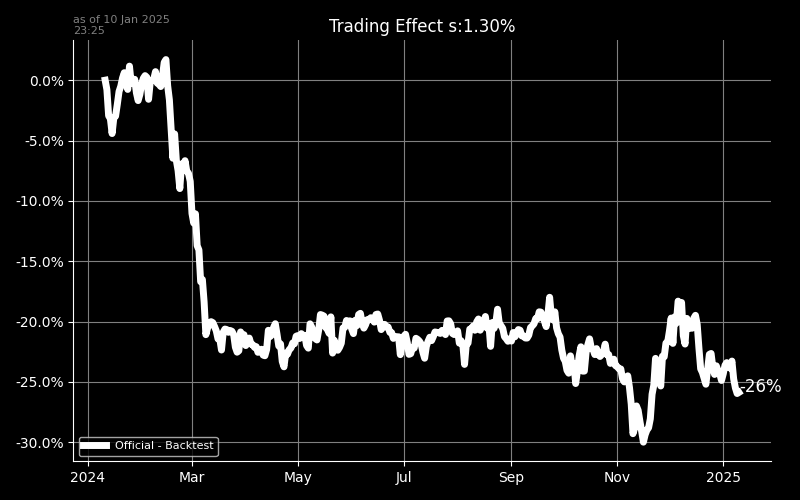 as of 10 Jan 2025
23:25
Trading Effect s:1.30%
0.0%
-5.0%
-10.0%
-15.0%
-20.0%
-25.0%
-30.0%
-26%
Official - Backtest
2024 Mar May Jul Sep Nov 2025